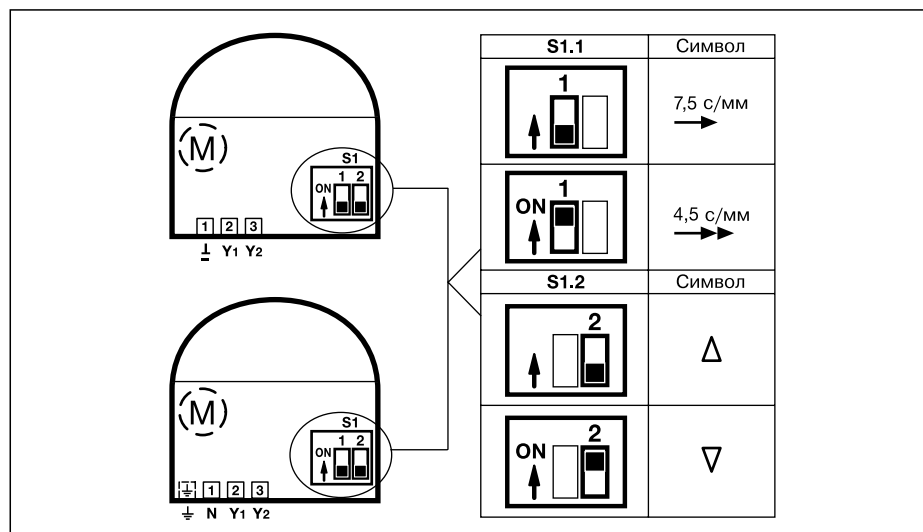 S1.1 Символ
1
7,5 с/мм
1
ON
4,5 с/мм
S1.2 Символ
2
2
ON
M
S1
1 2
ON
1 2 3
Y1 Y2
M
S1
1 2
ON
1 2 3
N Y1 Y2